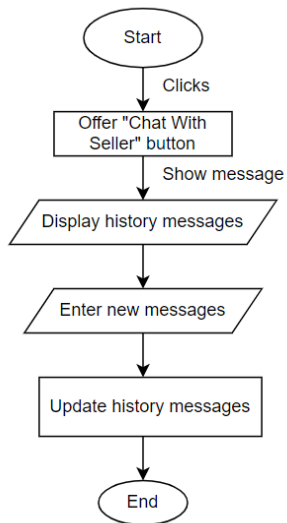 Start
Clicks
Offer "Chat With
Seller" button
Show message
Display history messages
Enter new messages
Update history messages
End